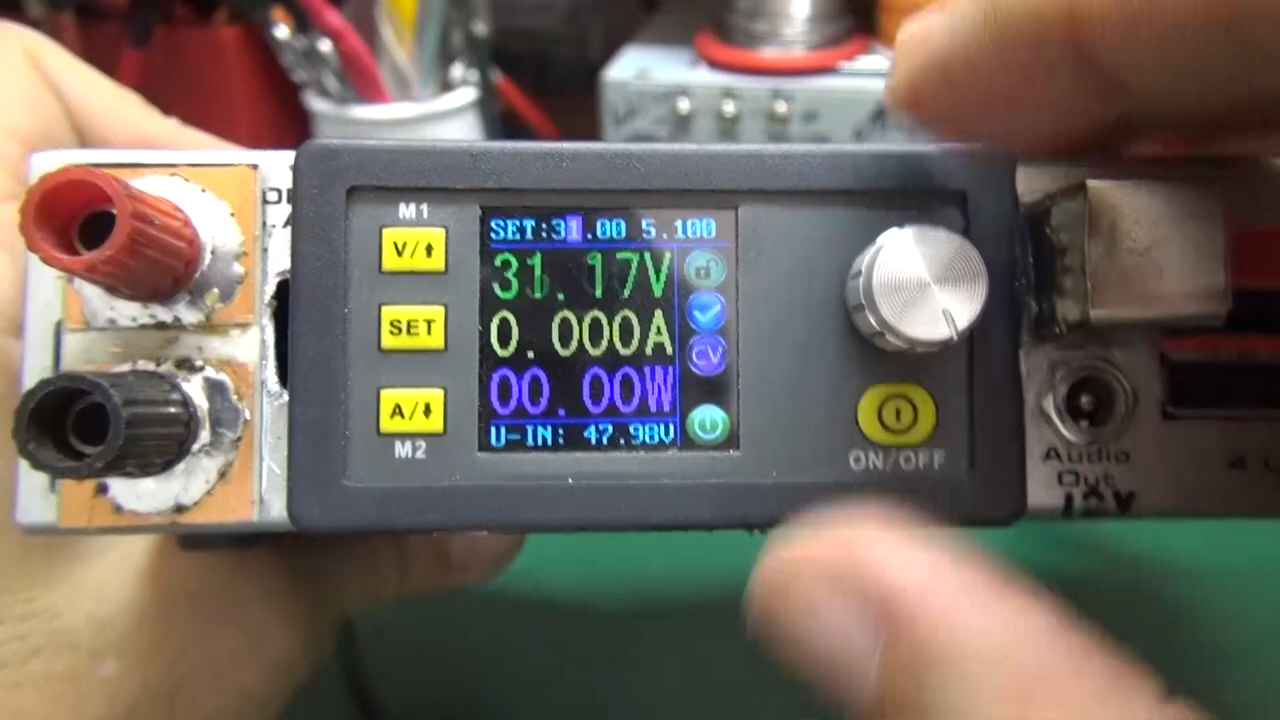 M1
V/⬆
SET
A/⬇
M2
SET:31.00 5.100
31.17V
0.000A
00.00W
U-IN: 47.98V
CV
ON/OFF
Audio
Out